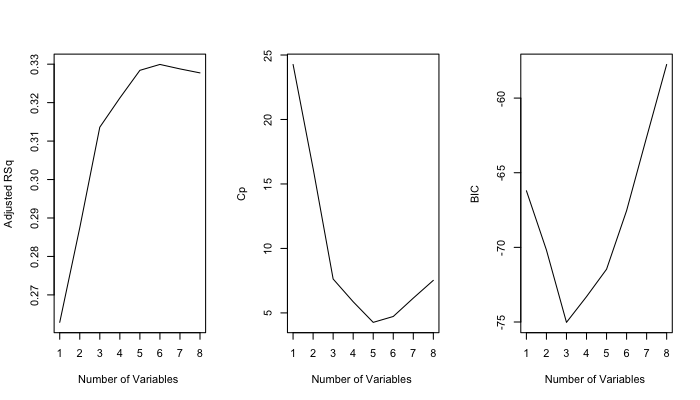 Adjusted RSq
0.33
0.32
0.31
0.30
0.29
0.28
0.27
1 2 3 4 5 6 7 8
Number of Variables
Cp
25
20
15
10
5
1 2 3 4 5 6 7 8
Number of Variables
BIC
-60
-65
-70
-75
1 2 3 4 5 6 7 8
Number of Variables